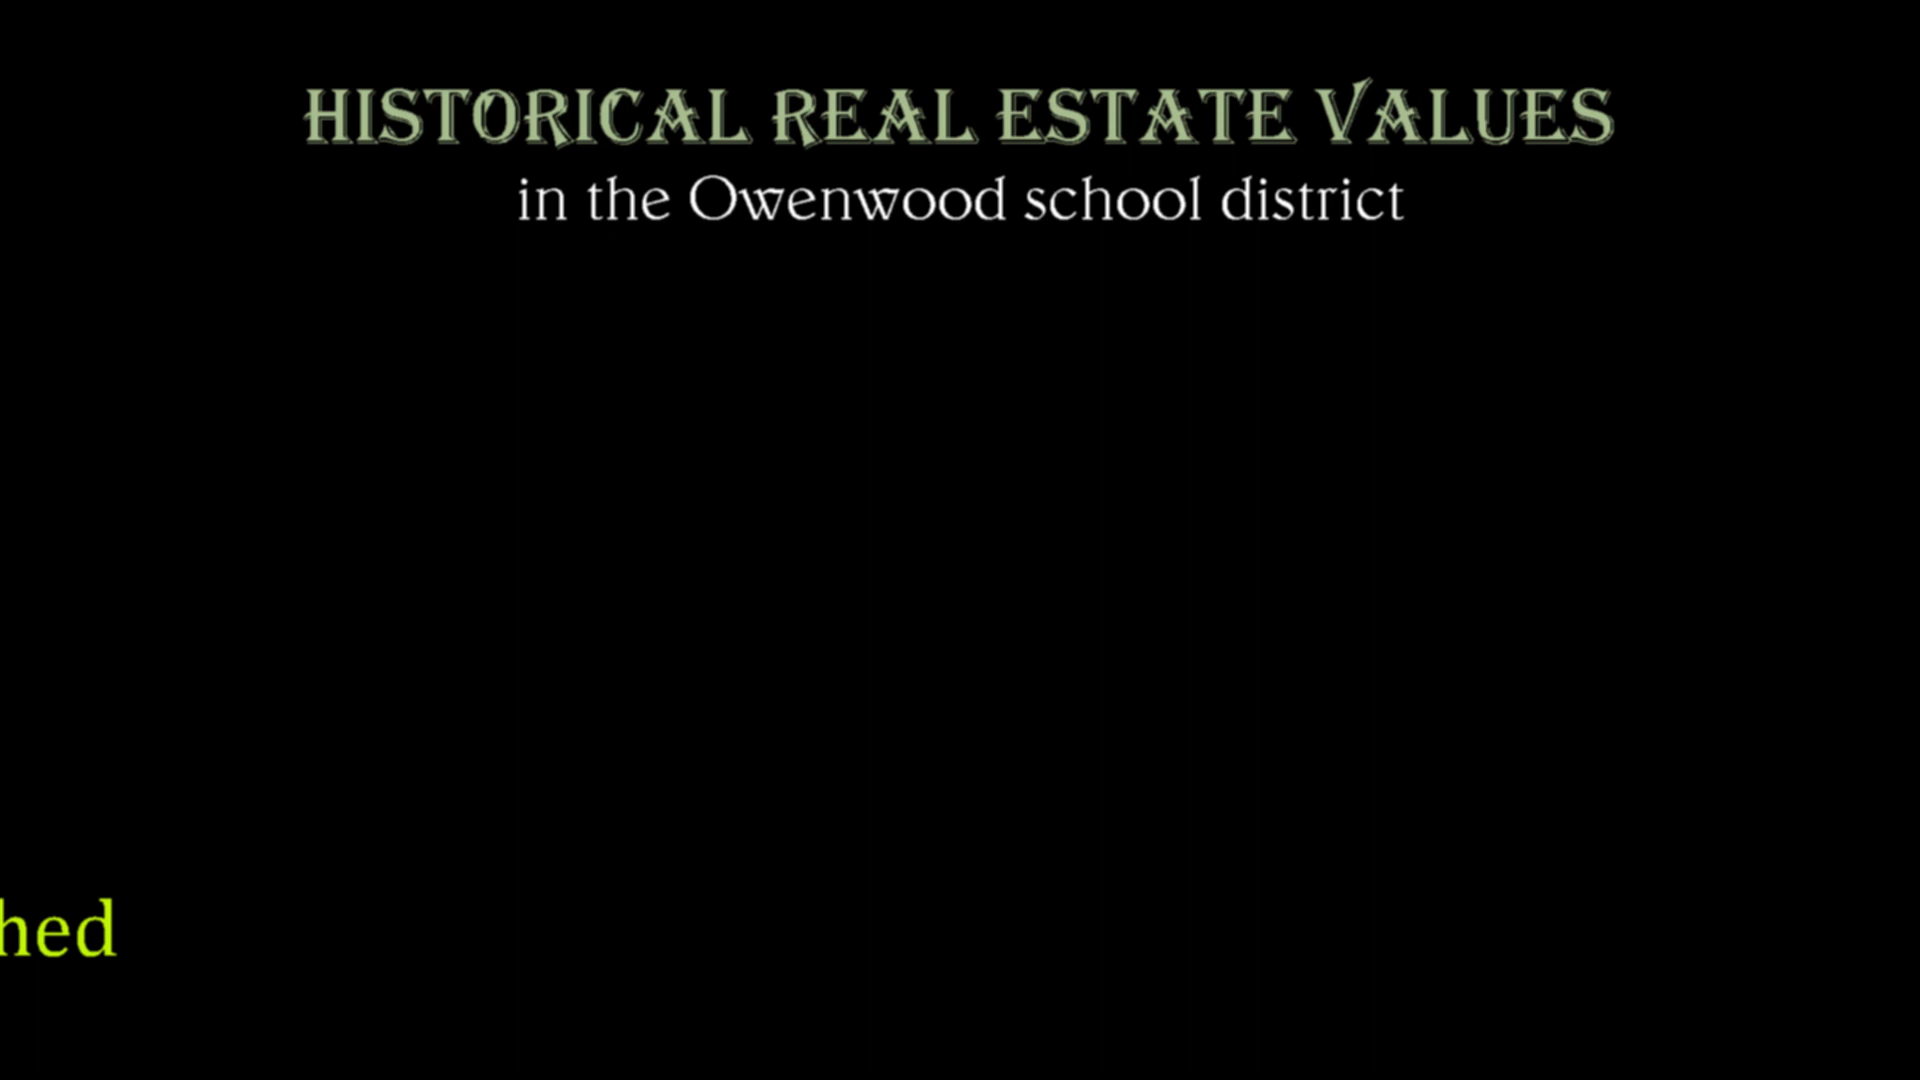 HISTORICAL REAL ESTATE VALUES
in the Owenwood school district
hed